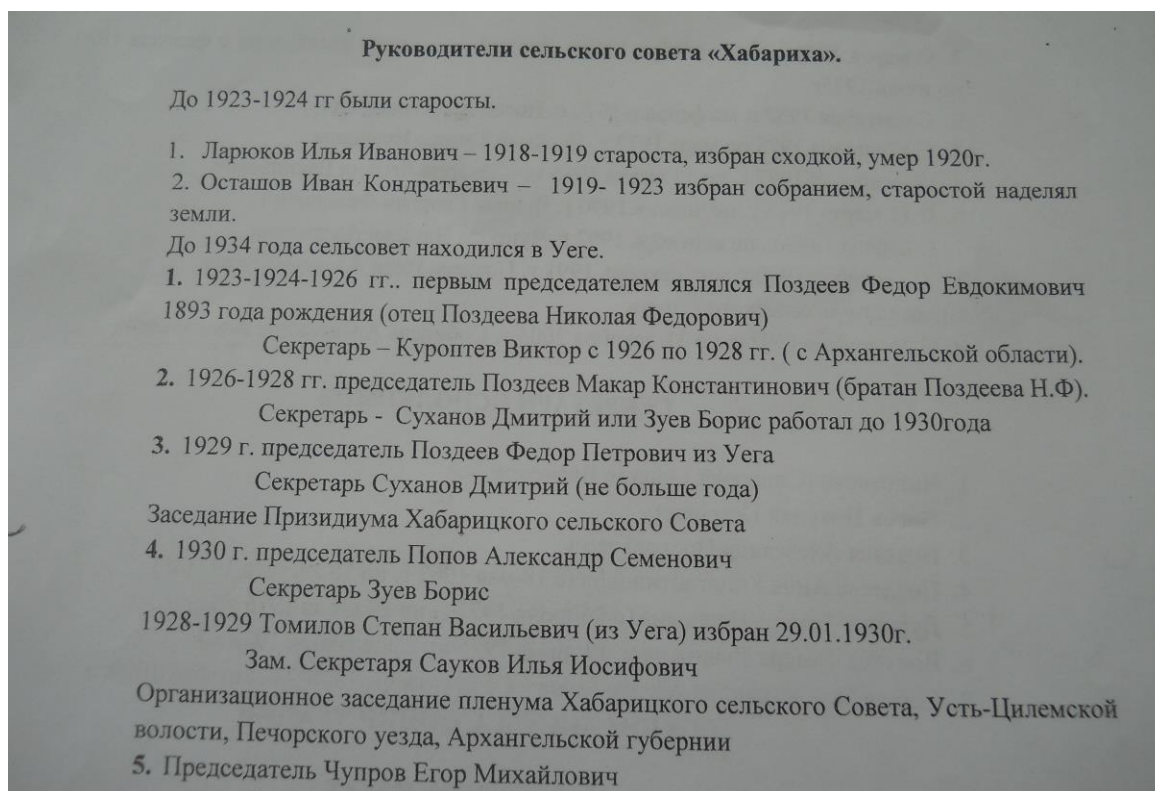 Руководители сельского совета «Хабариха».
До 1923-1924 гг были старосты.
1. Ларюков Илья Иванович – 1918-1919 староста, избран сходкой, умер 1920г.
2. Осташов Иван Кондратьевич – 1919- 1923 избран собранием, старостой наделял
земли.
До 1934 года сельсовет находился в Уеге.
1. 1923-1924-1926 гг.. первым председателем являлся Поздеев Федор Евдокимович
1893 года рождения (отец Поздеева Николая Федорович)
Секретарь – Куроптев Виктор с 1926 по 1928 гг. ( с Архангельской области).
2. 1926-1928 гг. председатель Поздеев Макар Константинович (братан Поздеева Н.Ф).
Секретарь - Суханов Дмитрий или Зуев Борис работал до 1930года
3. 1929 г. председатель Поздеев Федор Петрович из Уега
Секретарь Суханов Дмитрий (не больше года)
Заседание Призидиума Хабарицкого сельского Совета
4. 1930 г. председатель Попов Александр Семенович
Секретарь Зуев Борис
1928-1929 Томилов Степан Васильевич (из Уега) избран 29.01.1930г.
Зам. Секретаря Сауков Илья Иосифович
Организационное заседание пленума Хабарицкого сельского Совета, Усть-Цилемской
волости, Печорского уезда, Архангельской губернии
5. Председатель Чупров Егор Михайлович